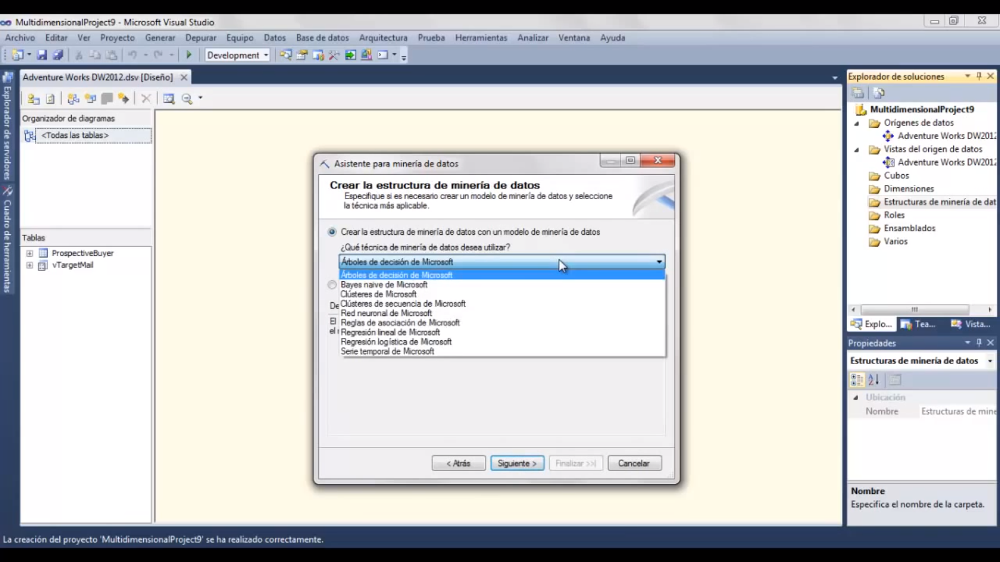 MultidimensionalProject9 - Microsoft Visual Studio
Archivo Editar Ver Proyecto Generar Depurar Equipo Datos Base de datos Arquitectura Prueba Herramientas Analizar Ventana Ayuda
Development
Explorador de servidores
Cuadro de herramientas
Adventure Works DW2012.dsv [Diseño]
Organizador de diagramas
<Todas las tablas>
Tablas
ProspectiveBuyer
vTargetMail
Asistente para minería de datos
Crear la estructura de minería de datos
Especifique si es necesario crear un modelo de minería de datos y seleccione
la técnica más aplicable.
Crear la estructura de minería de datos con un modelo de minería de datos
¿Qué técnica de minería de datos desea utilizar?
Árboles de decisión de Microsoft
Árboles de decisión de Microsoft
Bayes naive de Microsoft
Clústeres de Microsoft
Clústeres de secuencia de Microsoft
Red neuronal de Microsoft
Reglas de asociación de Microsoft
Regresión lineal de Microsoft
Regresión logística de Microsoft
Serie temporal de Microsoft
De
El
el
< Atrás
Siguiente >
Finalizar >>|
Cancelar
Explorador de soluciones
MultidimensionalProject9
Orígenes de datos
Adventure Works DW2012
Vistas del origen de datos
Adventure Works DW2012
Cubos
Dimensiones
Estructuras de minería de dat
Roles
Ensamblados
Varios
Explo... Tea... Vista...
Propiedades
Estructuras de minería de datos
Ubicación
Nombre Estructuras de mine
Nombre
Especifica el nombre de la carpeta.
La creación del proyecto 'MultidimensionalProject9' se ha realizado correctamente.